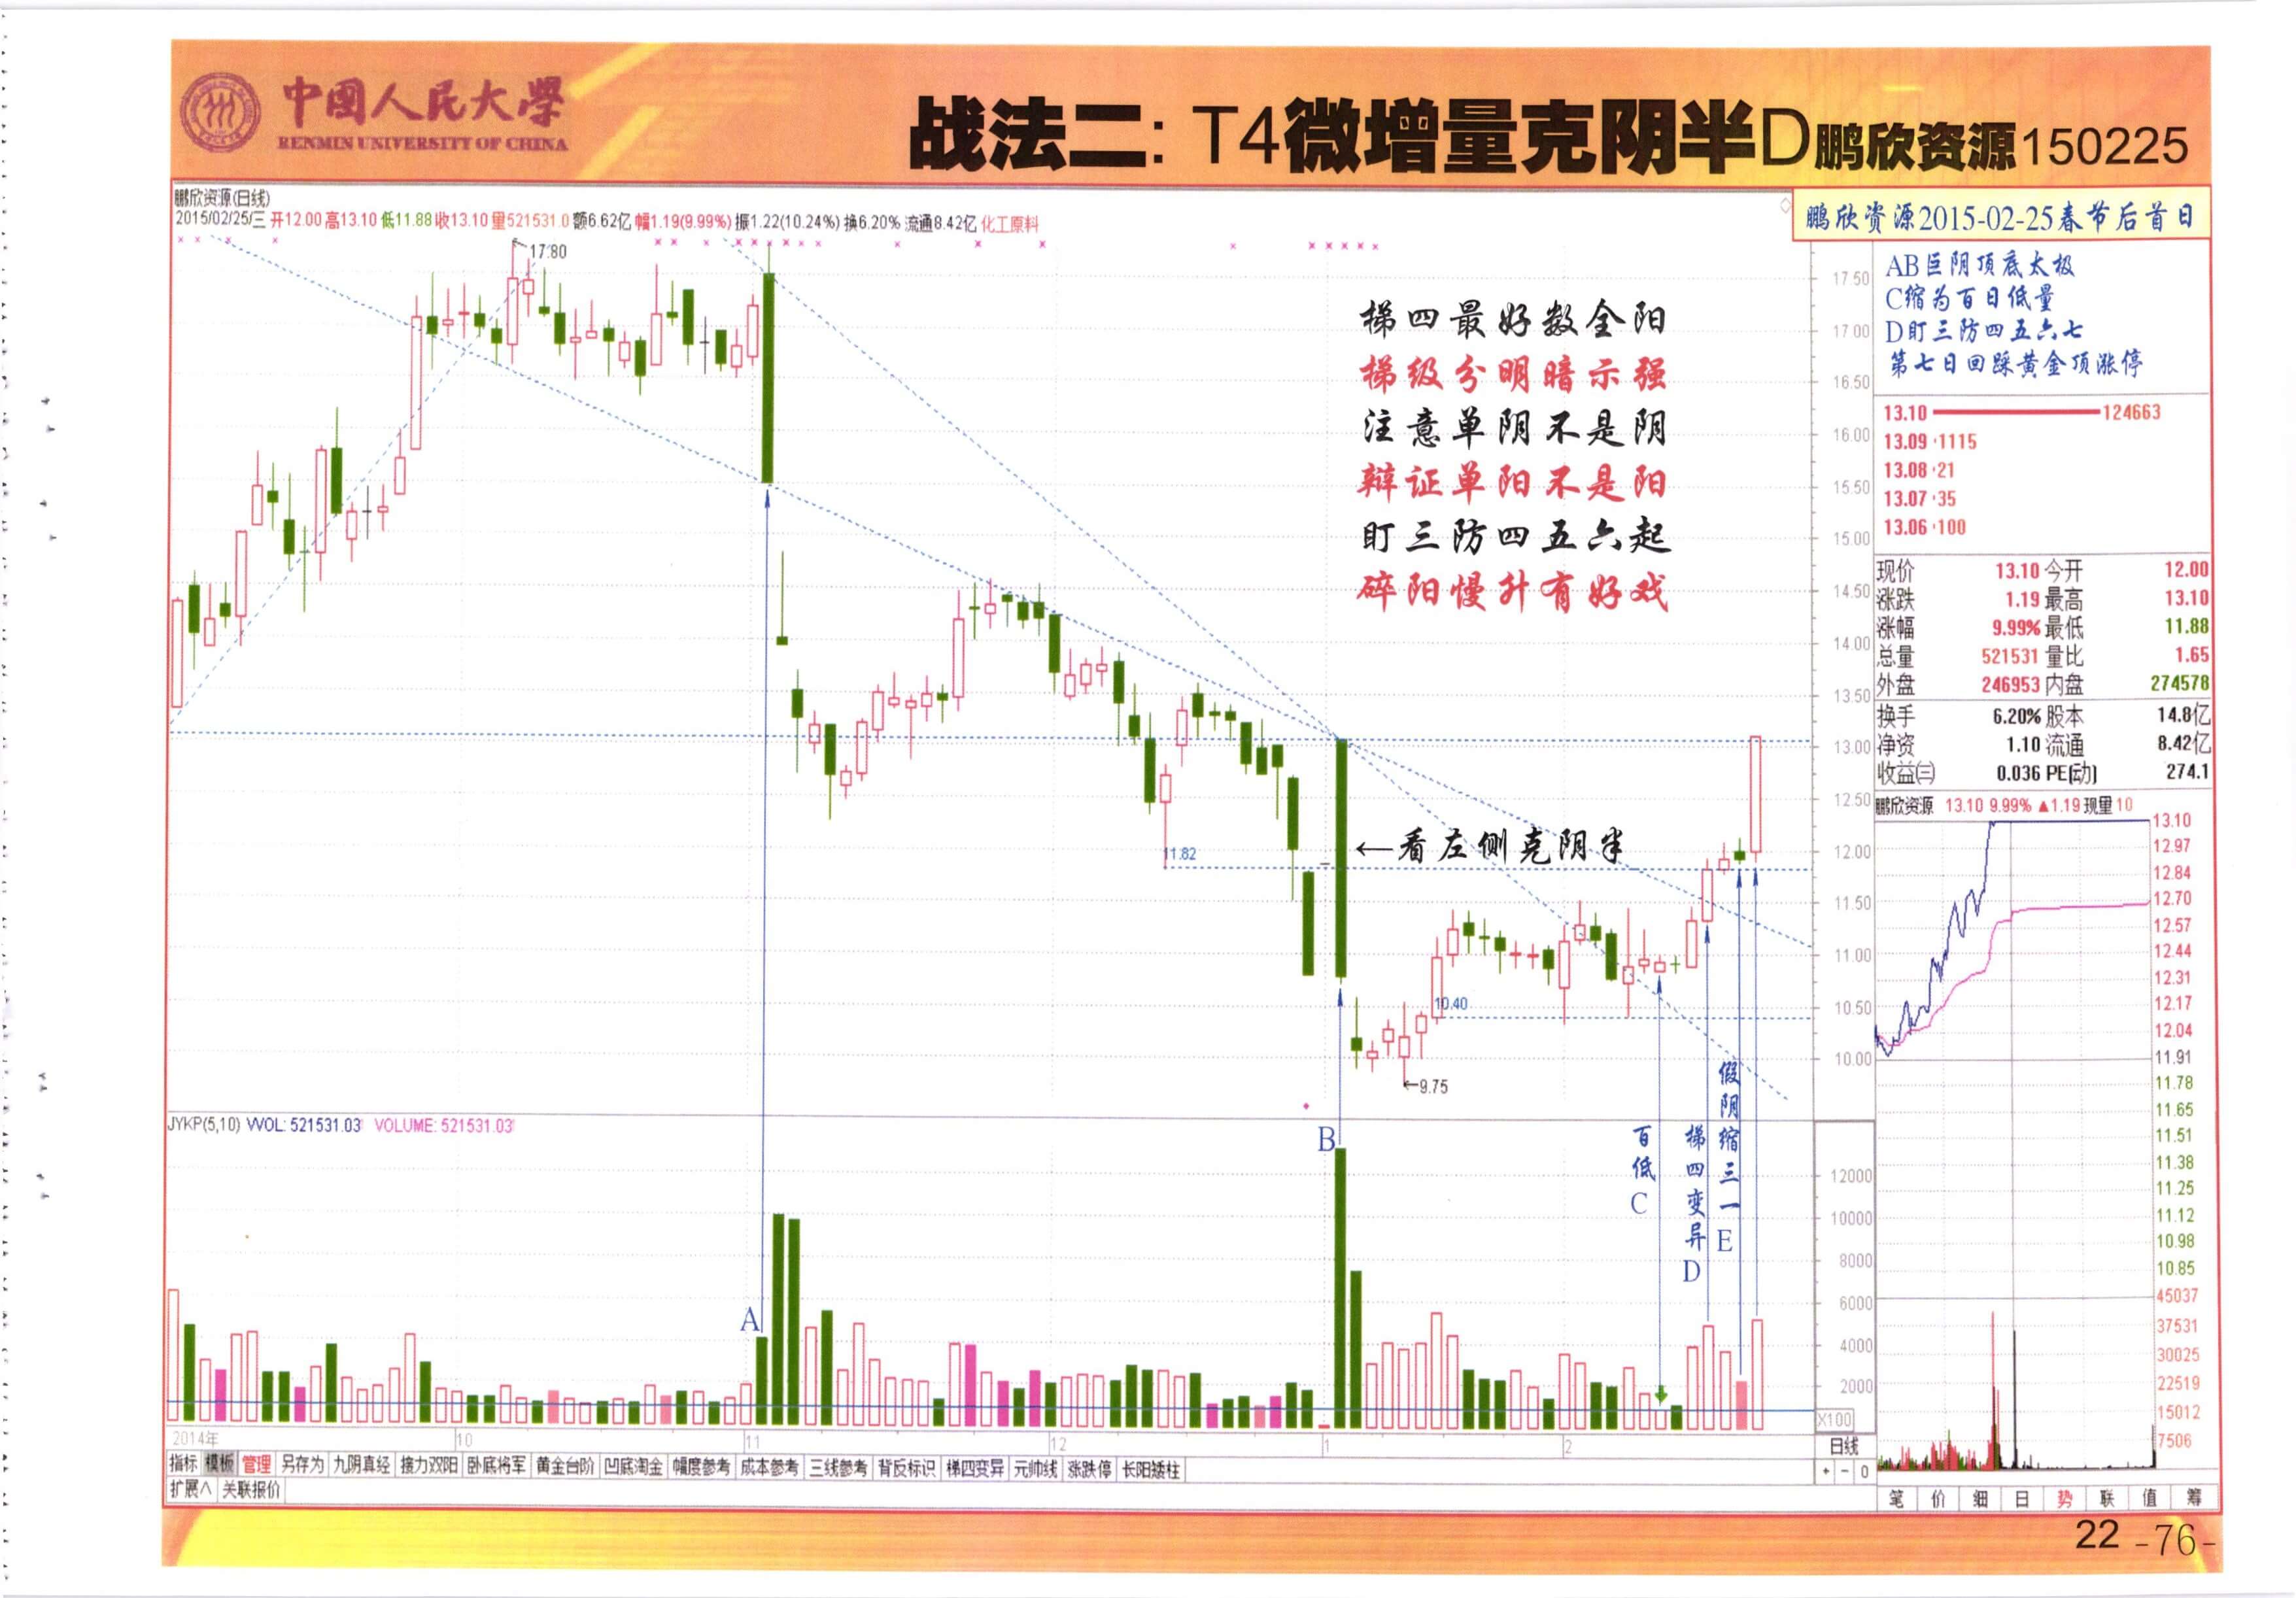 中国人民大學
RENMIN UNIVERSITY OF CHINA
战法二: T4微增量克阴半D鹏欣资源150225
鹏欣资源(日线)
2015/02/25/三 开12.00 高13.10 低11.88 收13.10 量521531.0 额6.62亿 幅1.19(9.99%) 振1.22(10.24%) 换6.20% 流通8.42亿 化工原料
鹏欣资源2015-02-25春节后首日
AB巨阴顶底太极
C缩为百日低量
D盯三防四五六七
第七日回踩黄金顶涨停
17.80
梯四最好数全阳
梯级分明暗示强
注意单阴不是阴
辩证单阳不是阳
盯三防四五六起
碎阳慢升有好戏
←看左侧克阴半
11.82
10.40
←9.75
17.50
17.00
16.50
16.00
15.50
15.00
14.50
14.00
13.50
13.00
12.50
12.00
11.50
11.00
10.50
10.00
13.10 124663
13.09 1115
13.08 21
13.07 35
13.06 100
现价 13.10 今开 12.00
涨跌 1.19 最高 13.10
涨幅 9.99% 最低 11.88
总量 521531 量比 1.65
外盘 246953 内盘 274578
换手 6.20% 股本 14.8亿
净资 1.10 流通 8.42亿
收益(三) 0.036 PE(动) 274.1
鹏欣资源 13.10 9.99% ▲1.19 现量10
13.10
12.97
12.84
12.70
12.57
12.44
12.31
12.17
12.04
11.91
11.78
11.65
11.51
11.38
11.25
11.12
10.98
10.85
45037
37531
30025
22519
15012
7506
JYKP(5,10) VVOL: 521531.03 VOLUME: 521531.03
A
B
百低C
梯四变异D
假阴缩三一E
12000
10000
8000
6000
4000
2000
X100
2014年 10 11 12 1 2 日线
指标 模板 管理 另存为 九阴真经 接力双阳 卧底将军 黄金台阶 凹底淘金 幅度参考 成本参考 三线参考 背反标识 梯四变异 元帅线 涨跌停 长阳矮柱
+ - 0
扩展∧ 关联报价
笔 价 细 日 势 联 值 筹
22 -76-